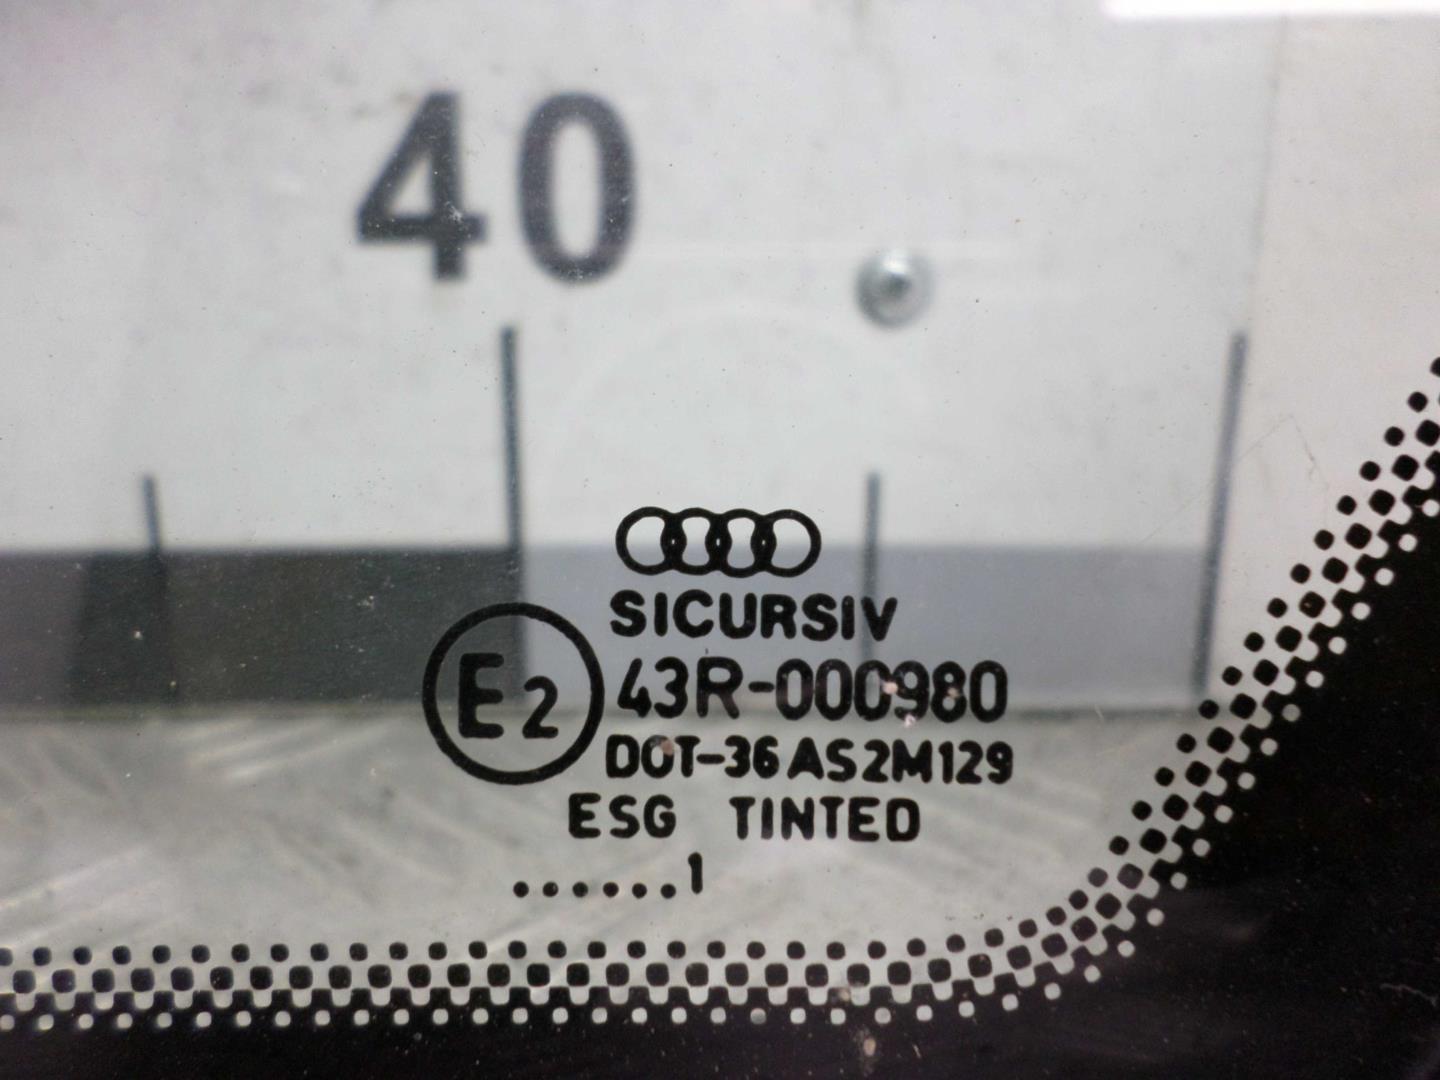 40
SICURSIV
E2 43R-000980
DOT-36 AS2M129
ESG TINTED
......1